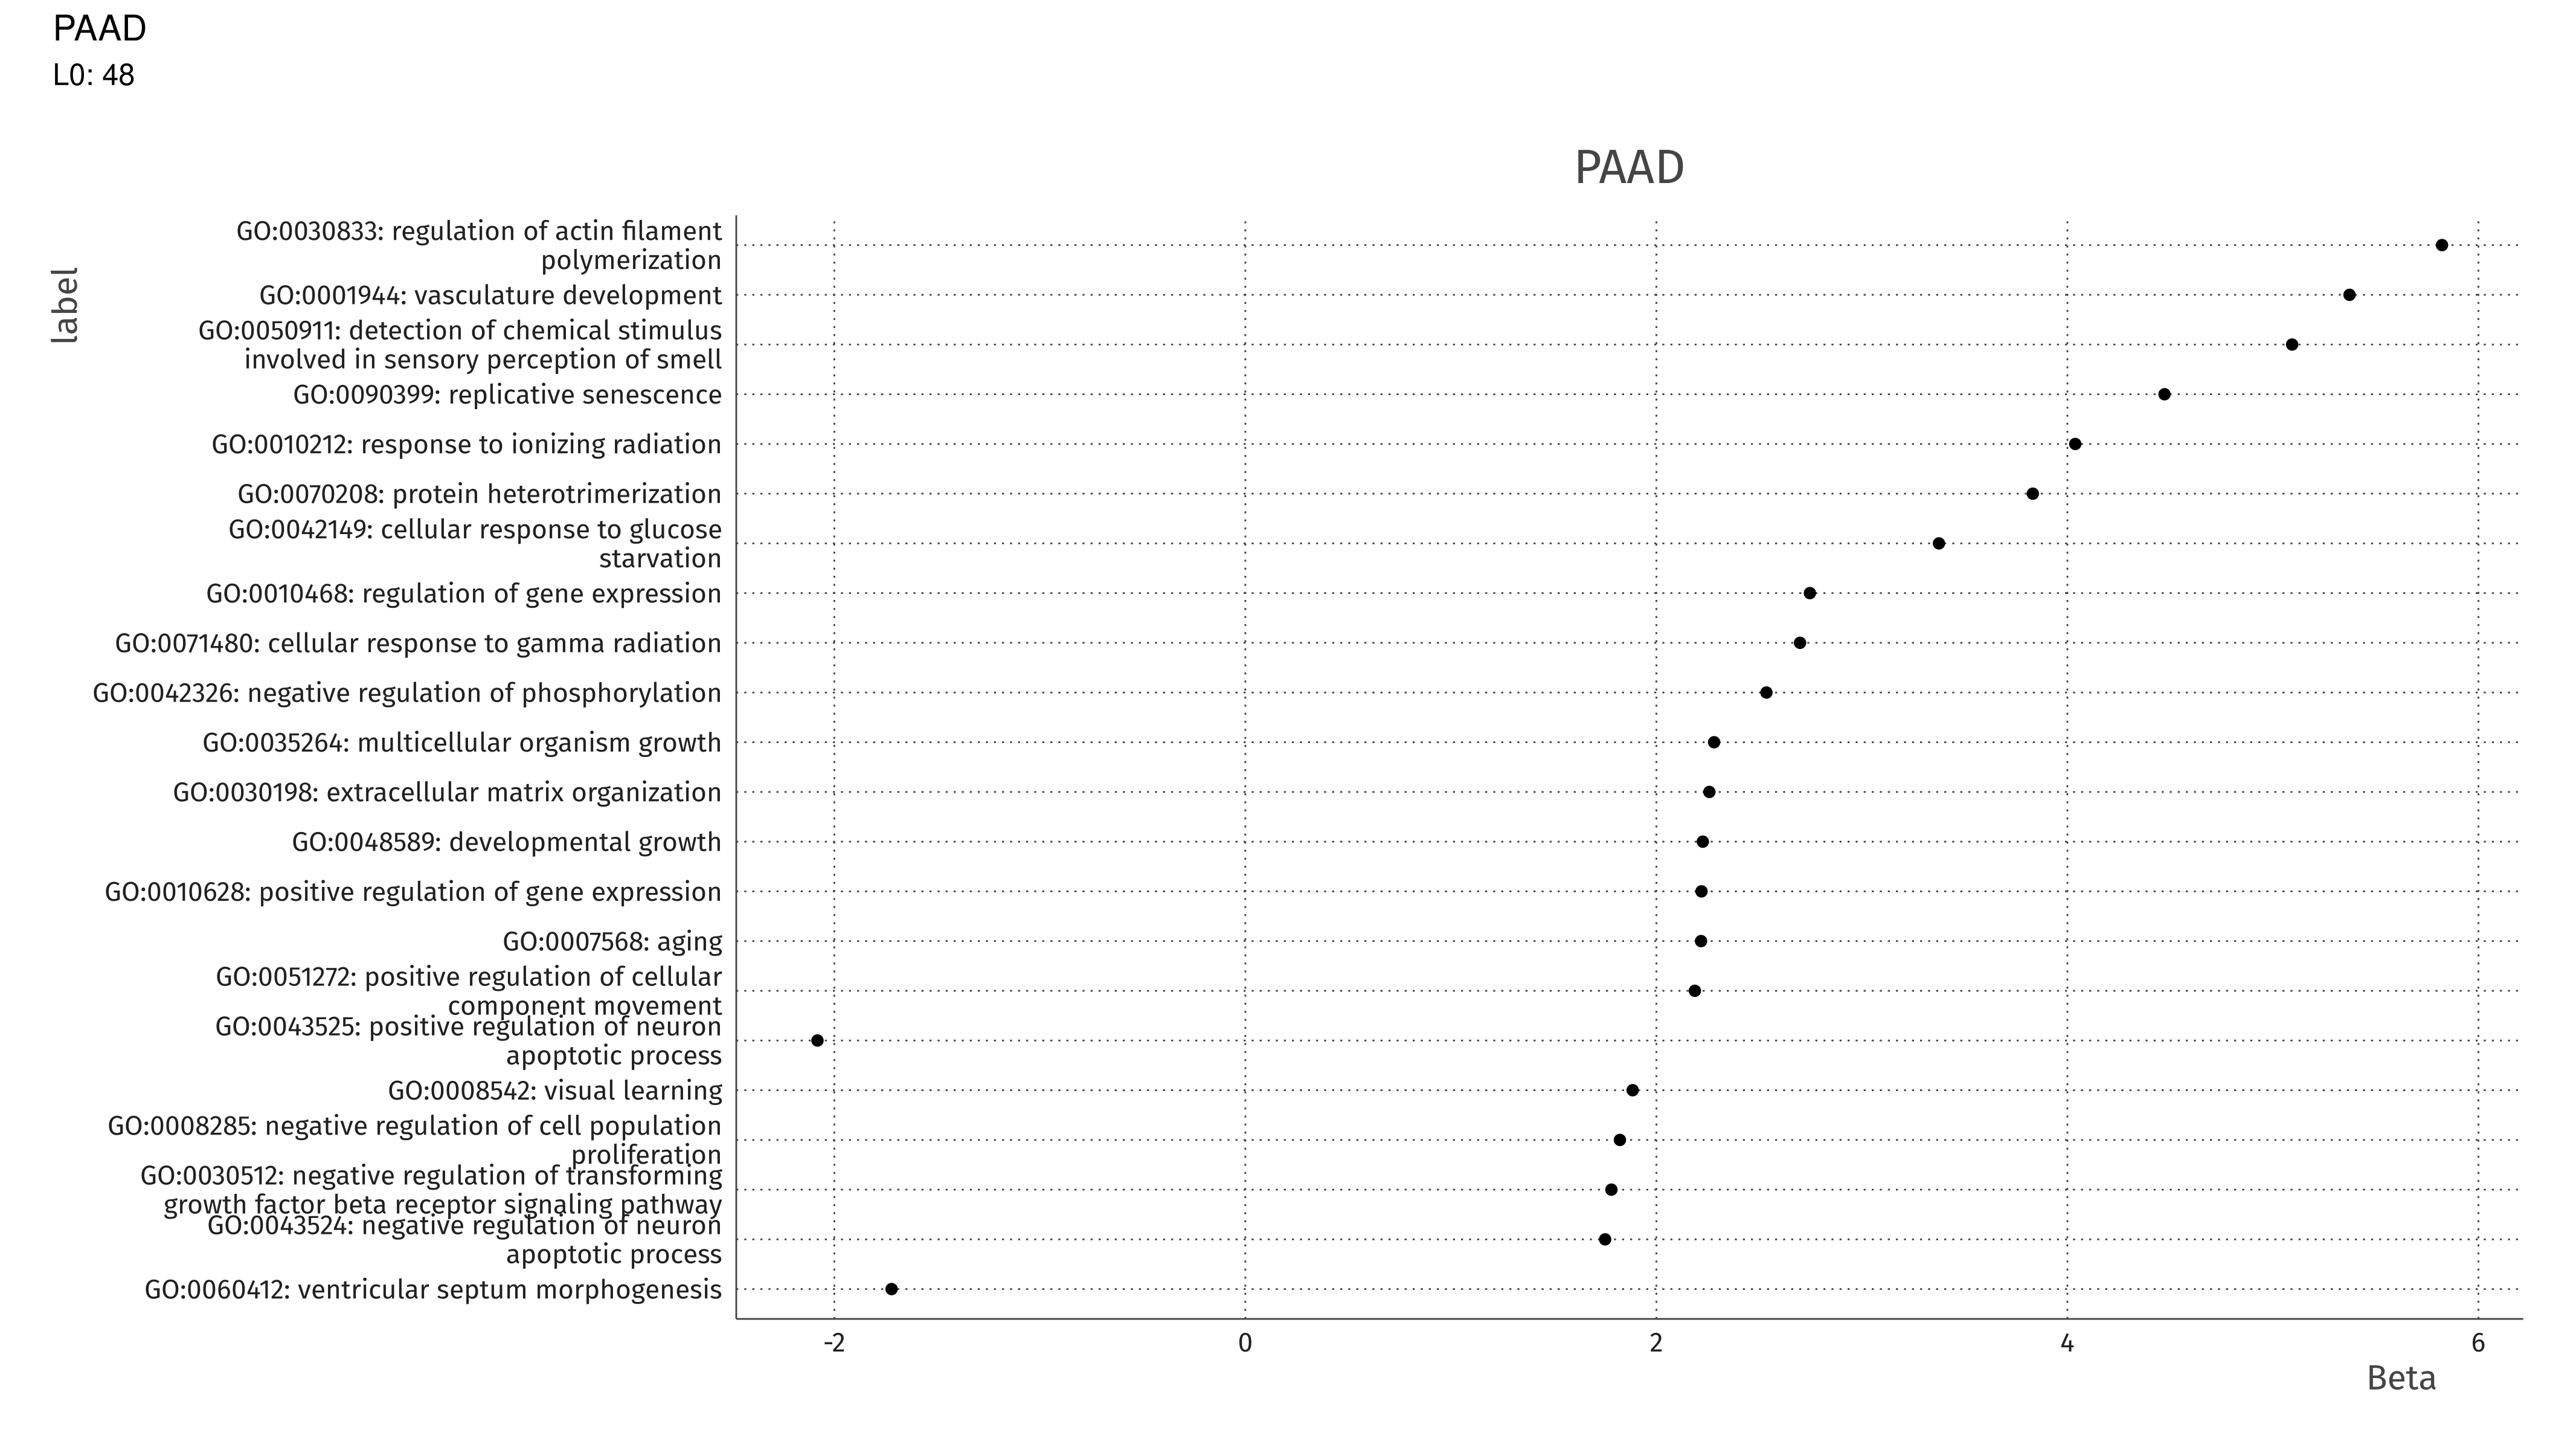 PAAD
L0: 48
PAAD
label
GO:0030833: regulation of actin filament
polymerization
GO:0001944: vasculature development
GO:0050911: detection of chemical stimulus
involved in sensory perception of smell
GO:0090399: replicative senescence
GO:0010212: response to ionizing radiation
GO:0070208: protein heterotrimerization
GO:0042149: cellular response to glucose
starvation
GO:0010468: regulation of gene expression
GO:0071480: cellular response to gamma radiation
GO:0042326: negative regulation of phosphorylation
GO:0035264: multicellular organism growth
GO:0030198: extracellular matrix organization
GO:0048589: developmental growth
GO:0010628: positive regulation of gene expression
GO:0007568: aging
GO:0051272: positive regulation of cellular
component movement
GO:0043525: positive regulation of neuron
apoptotic process
GO:0008542: visual learning
GO:0008285: negative regulation of cell population
proliferation
GO:0030512: negative regulation of transforming
growth factor beta receptor signaling pathway
GO:0043524: negative regulation of neuron
apoptotic process
GO:0060412: ventricular septum morphogenesis
-2 0 2 4 6
Beta